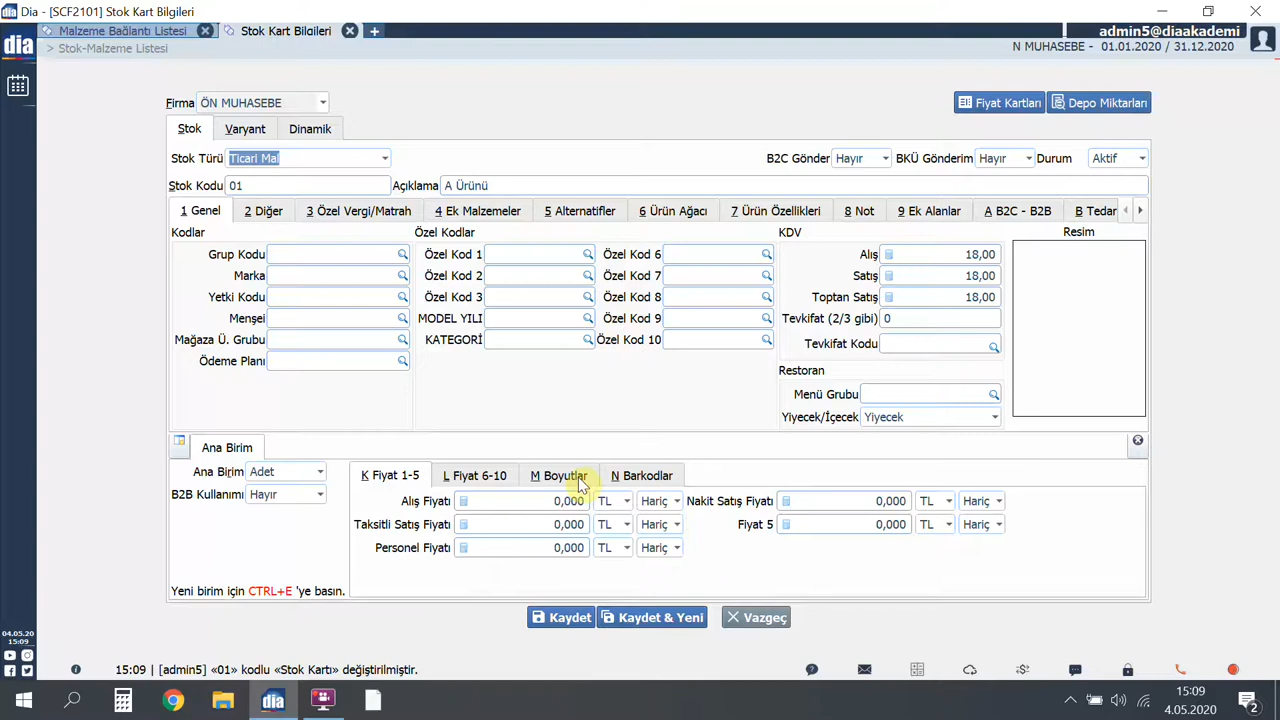 Dia - [SCF2101] Stok Kart Bilgileri
dia
Malzeme Bağlantı Listesi
Stok Kart Bilgileri
admin5@diaakademi
> Stok-Malzeme Listesi
N MUHASEBE - 01.01.2020 / 31.12.2020
Firma ÖN MUHASEBE
Fiyat Kartları
Depo Miktarları
Stok Varyant Dinamik
Stok Türü Ticari Mal
B2C Gönder Hayır BKÜ Gönderim Hayır Durum Aktif
Stok Kodu 01 Açıklama A Ürünü
1 Genel 2 Diğer 3 Özel Vergi/Matrah 4 Ek Malzemeler 5 Alternatifler 6 Ürün Ağacı 7 Ürün Özellikleri 8 Not 9 Ek Alanlar A B2C - B2B B Tedar
Kodlar Özel Kodlar KDV Resim
Grup Kodu Özel Kod 1 Özel Kod 6 Alış 18,00
Marka Özel Kod 2 Özel Kod 7 Satış 18,00
Yetki Kodu Özel Kod 3 Özel Kod 8 Toptan Satış 18,00
Menşei MODEL YILI Özel Kod 9 Tevkifat (2/3 gibi) 0
Mağaza Ü. Grubu KATEGORİ Özel Kod 10 Tevkifat Kodu
Ödeme Planı
Restoran
Menü Grubu
Yiyecek/İçecek Yiyecek
Ana Birim
Ana Birim Adet
B2B Kullanımı Hayır
K Fiyat 1-5 L Fiyat 6-10 M Boyutlar N Barkodlar
Alış Fiyatı 0,000 TL Hariç Nakit Satış Fiyatı 0,000 TL Hariç
Taksitli Satış Fiyatı 0,000 TL Hariç Fiyat 5 0,000 TL Hariç
Personel Fiyatı 0,000 TL Hariç
Yeni birim için CTRL+E 'ye basın.
Kaydet Kaydet & Yeni Vazgeç
04.05.20
15:09
15:09 | [admin5] «01» kodlu «Stok Kartı» değiştirilmiştir.
dia
15:09
4.05.2020
2